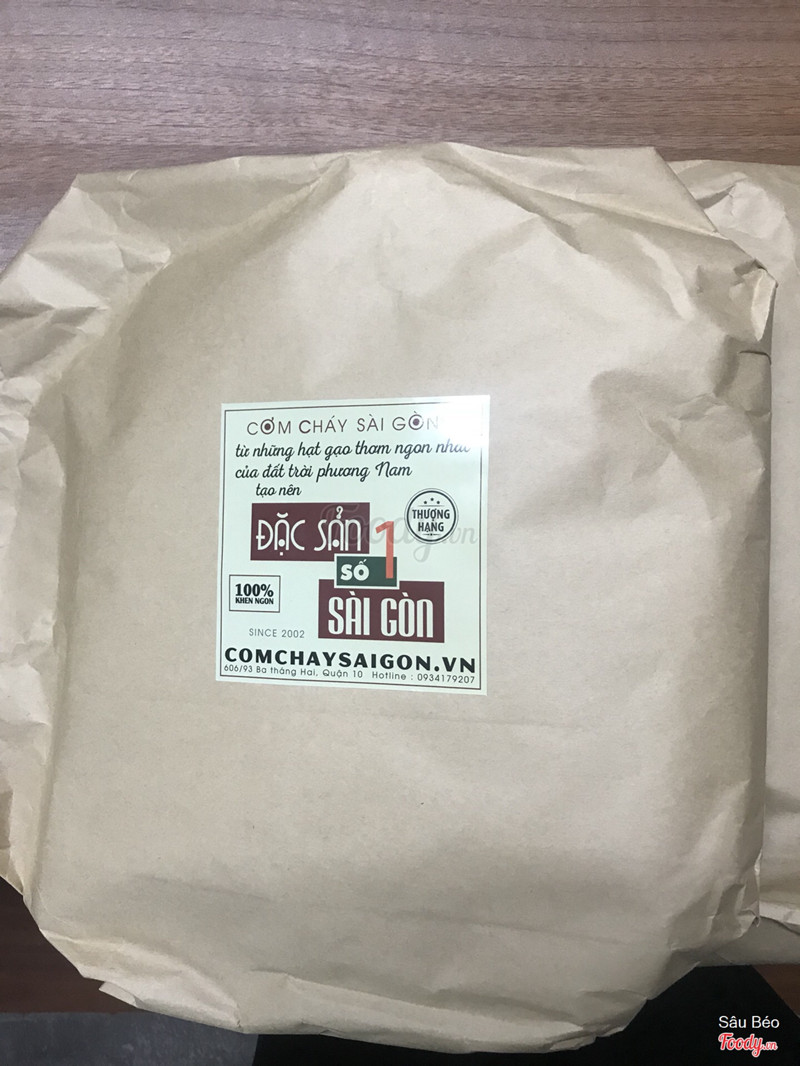 CƠM CHÁY SÀI GÒN
từ những hạt gạo thơm ngon nhất
của đất trời phương Nam
tạo nên
THƯỢNG
HẠNG
ĐẶC SẢN
SỐ 1
SÀI GÒN
100%
KHEN NGON
SINCE 2002
COMCHAYSAIGON.VN
606/93 Ba tháng Hai, Quận 10 Hotline : 0934179207
Foody.vn
Sâu Béo
Foody.vn